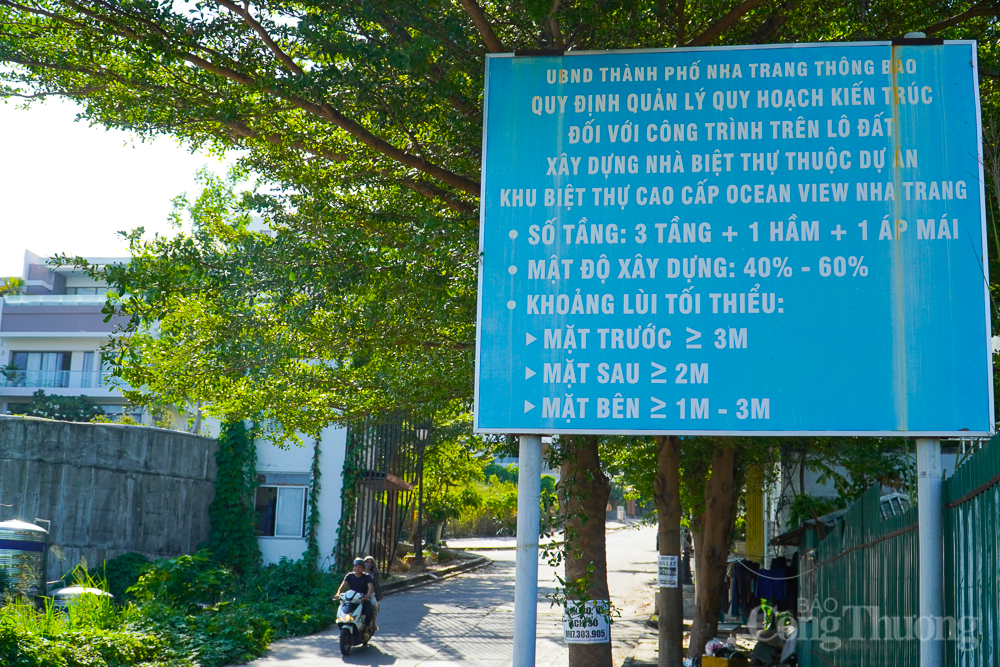 UBND THÀNH PHỐ NHA TRANG THÔNG BÁO
QUY ĐỊNH QUẢN LÝ QUY HOẠCH KIẾN TRÚC
ĐỐI VỚI CÔNG TRÌNH TRÊN LÔ ĐẤT
XÂY DỰNG NHÀ BIỆT THỰ THUỘC DỰ ÁN
KHU BIỆT THỰ CAO CẤP OCEAN VIEW NHA TRANG
• SỐ TẦNG: 3 TẦNG + 1 HẦM + 1 ÁP MÁI
• MẬT ĐỘ XÂY DỰNG: 40% - 60%
• KHOẢNG LÙI TỐI THIỂU:
▶ MẶT TRƯỚC ≥ 3M
▶ MẶT SAU ≥ 2M
▶ MẶT BÊN ≥ 1M - 3M
BÁO
Công Thương